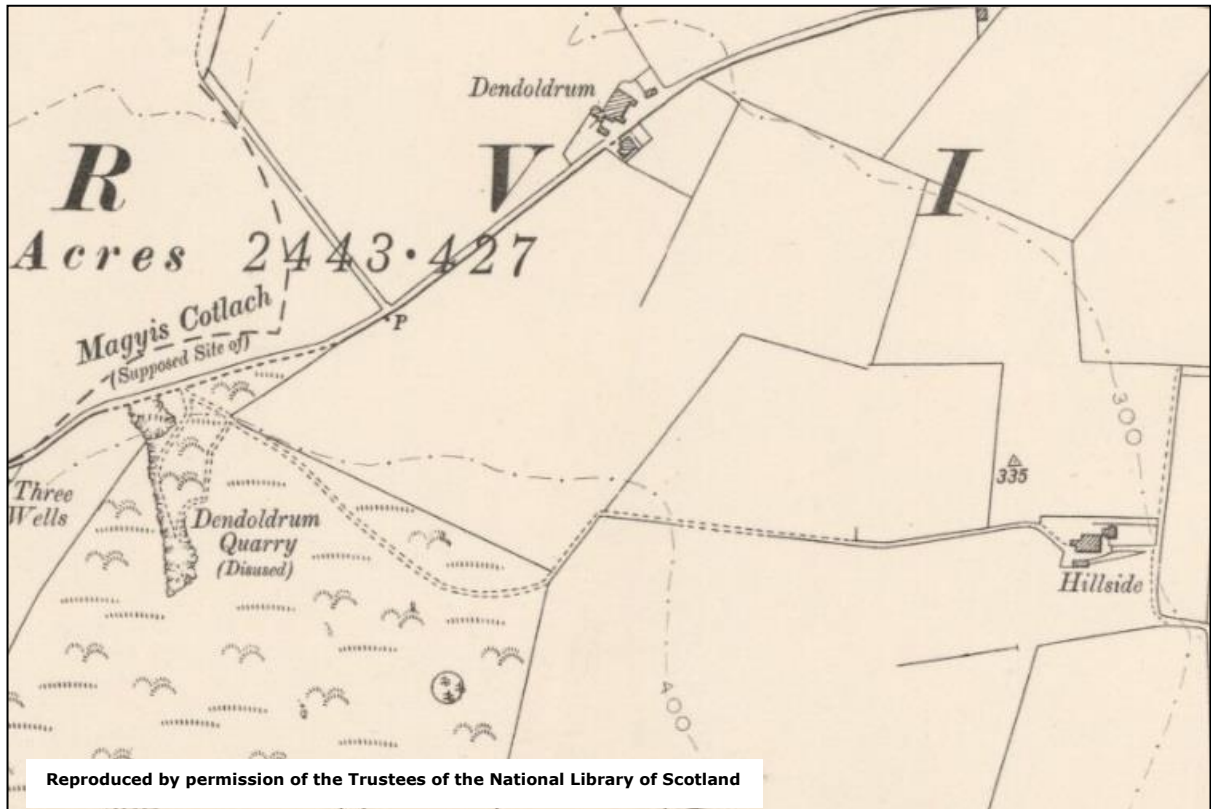 Dendoldrum
R V I
Acres 2443·427
Magyis Cotlach
(Supposed Site of)
P
300
335
Three
Wells
Dendoldrum
Quarry
(Disused)
Hillside
400
Reproduced by permission of the Trustees of the National Library of Scotland